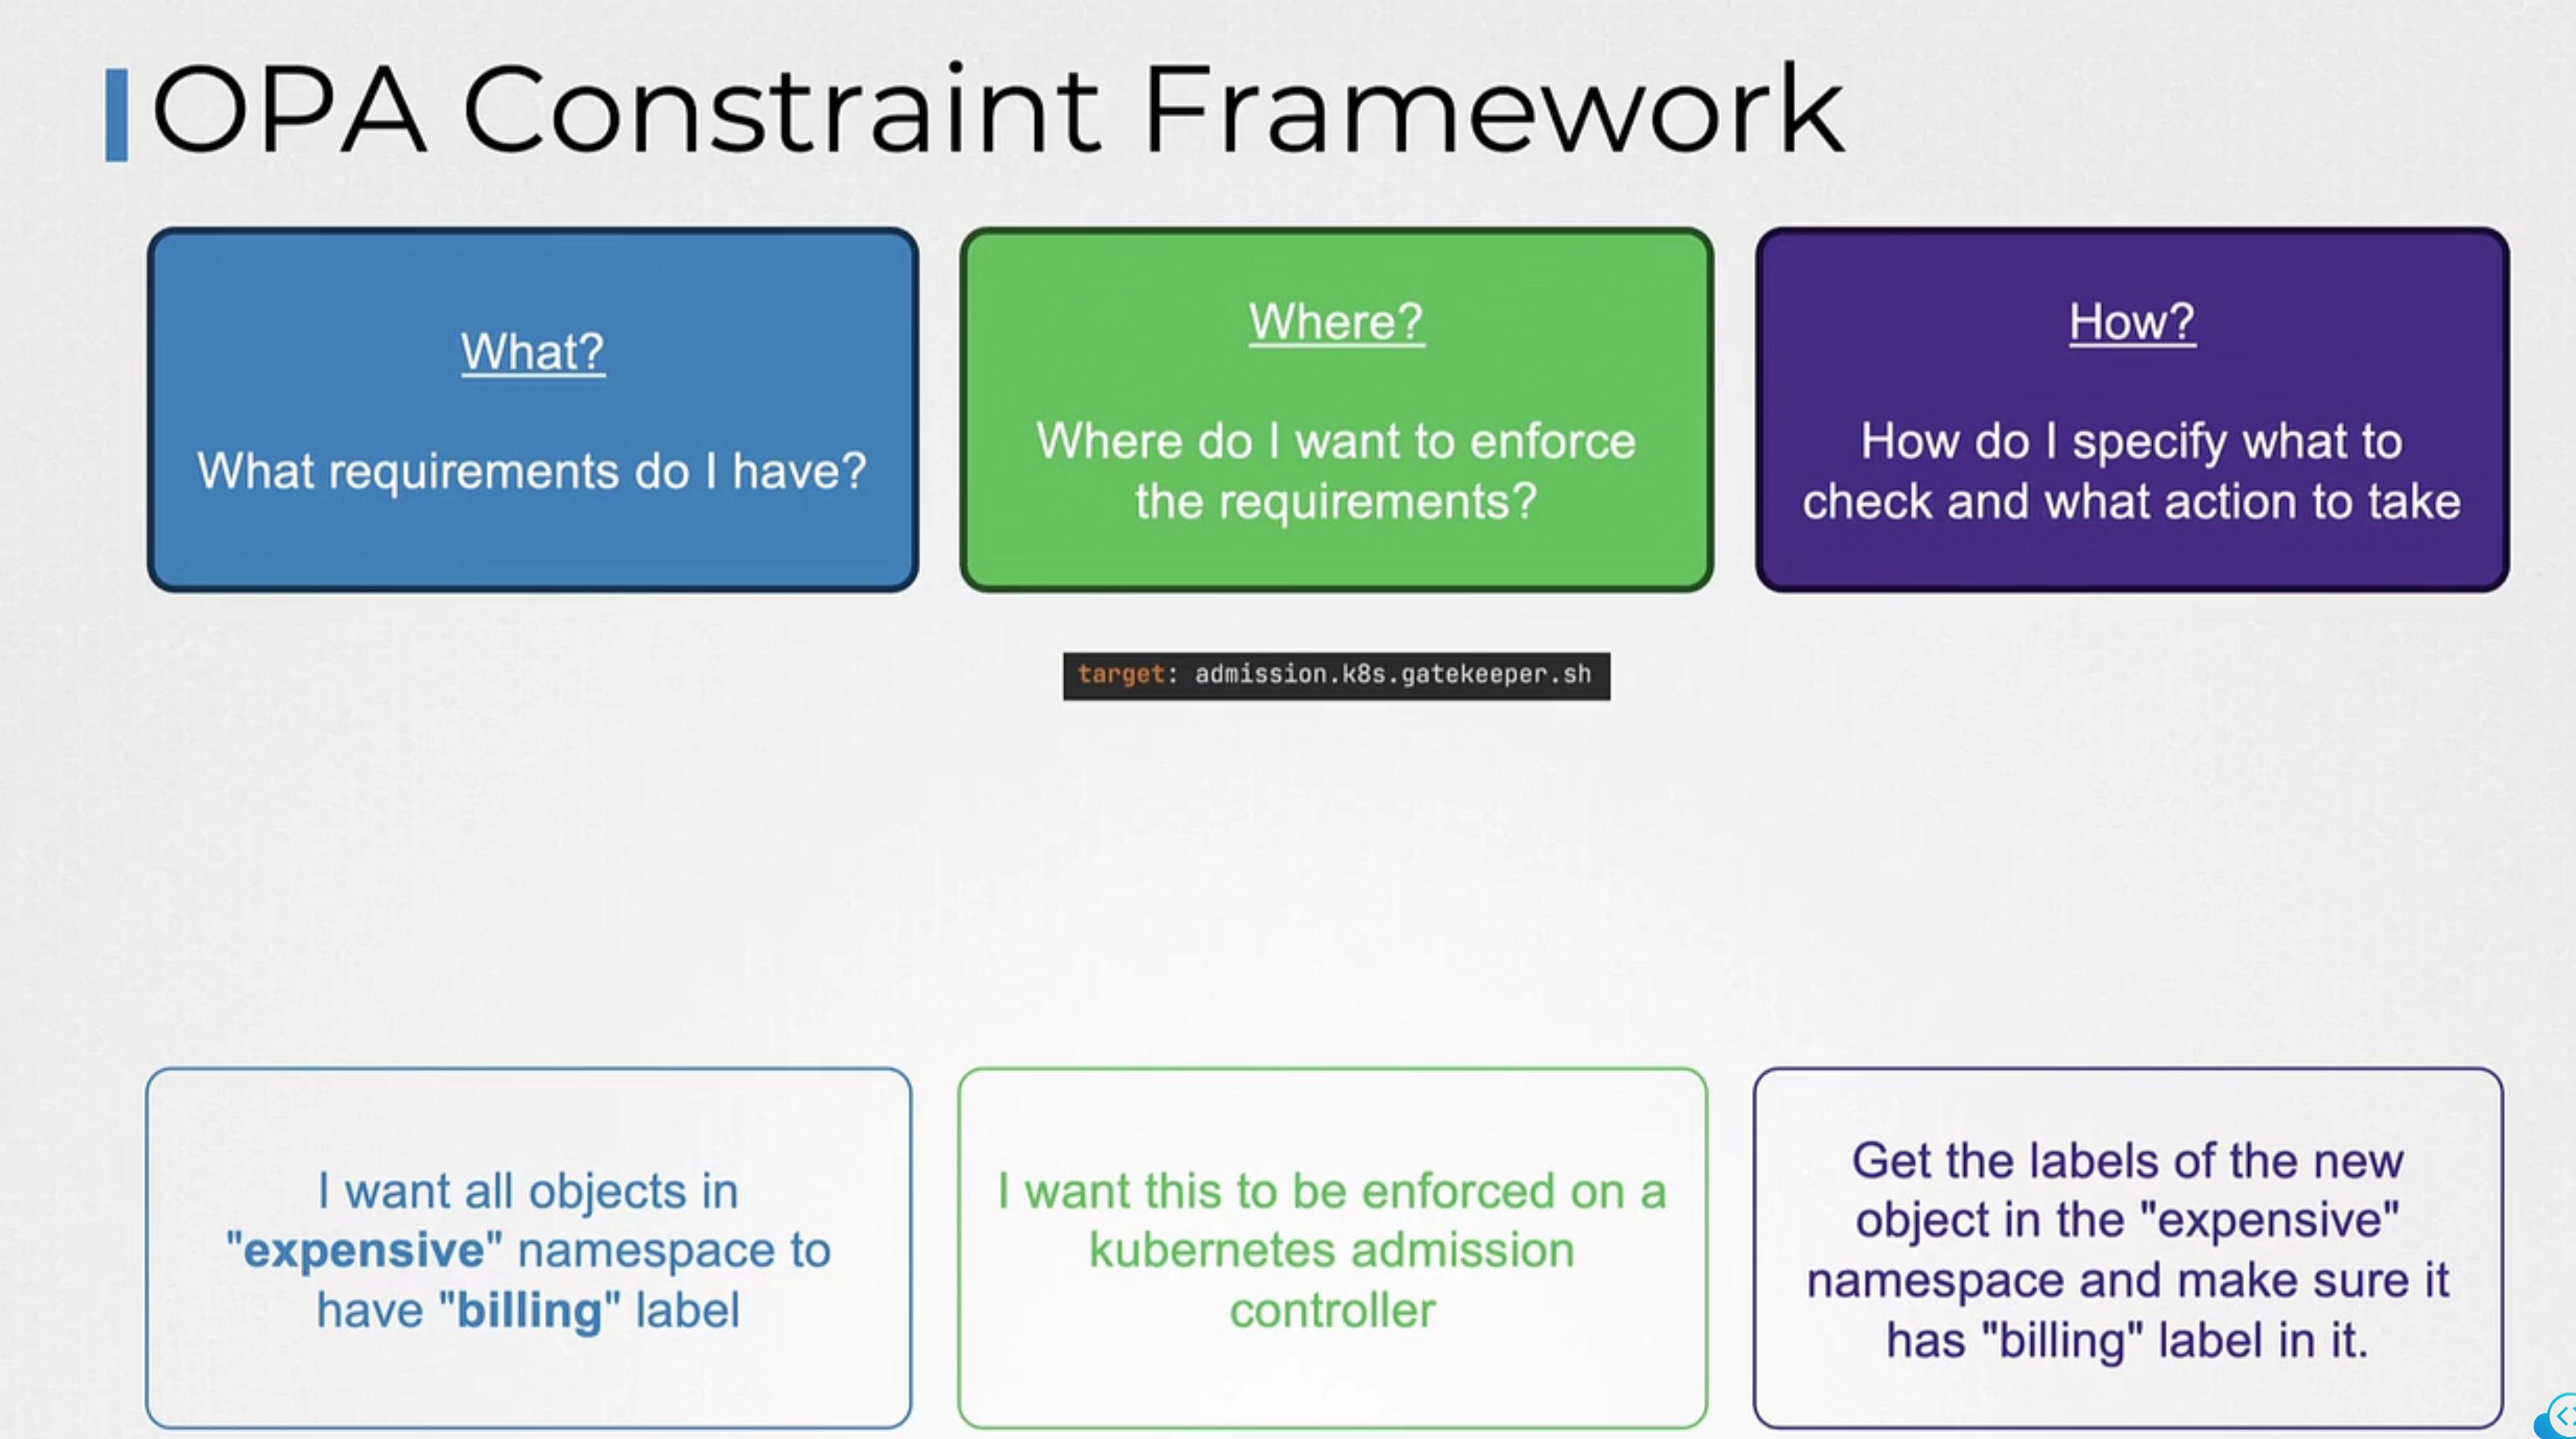 OPA Constraint Framework
What?
What requirements do I have?
Where?
Where do I want to enforce
the requirements?
How?
How do I specify what to
check and what action to take
target: admission.k8s.gatekeeper.sh
I want all objects in
"expensive" namespace to
have "billing" label
I want this to be enforced on a
kubernetes admission
controller
Get the labels of the new
object in the "expensive"
namespace and make sure it
has "billing" label in it.